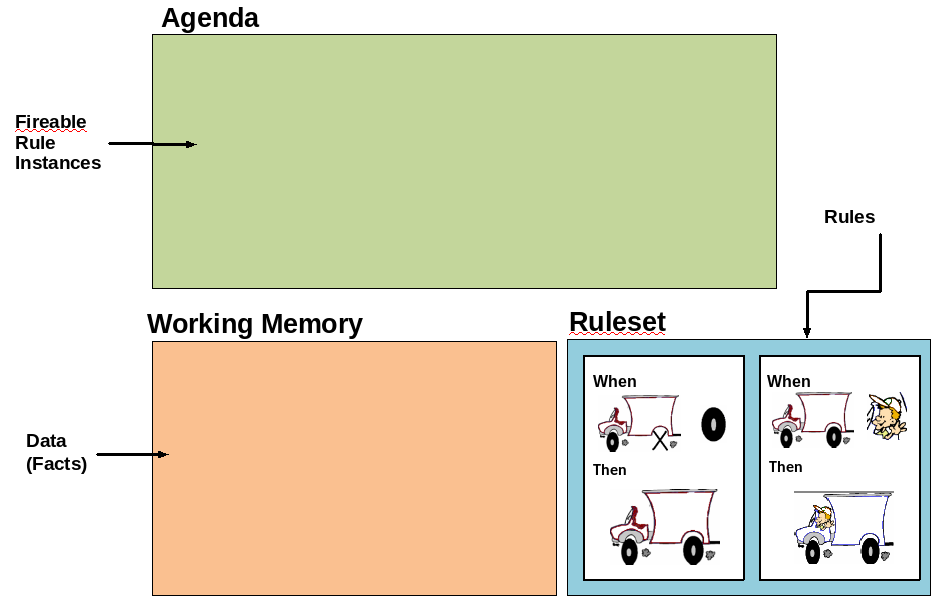 Agenda
Fireable
Rule
Instances
Rules
Working Memory
Ruleset
Data
(Facts)
When
Then
When
Then